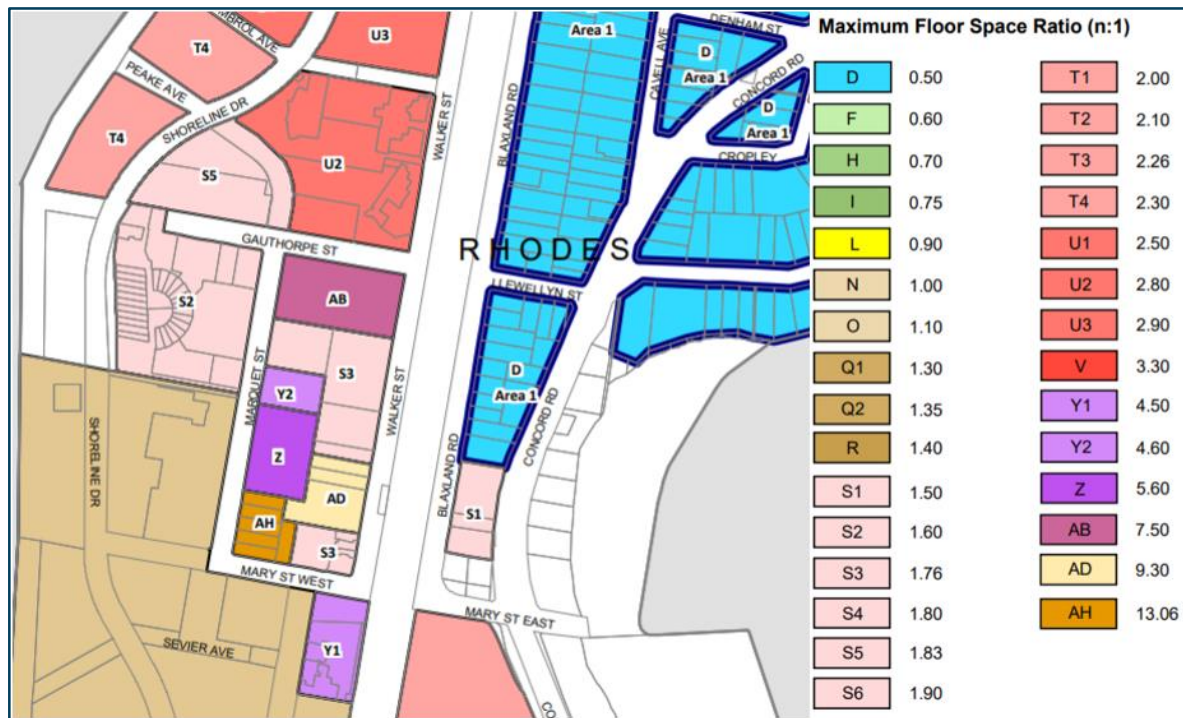 Maximum Floor Space Ratio (n:1)
D 0.50
F 0.60
H 0.70
I 0.75
L 0.90
N 1.00
O 1.10
Q1 1.30
Q2 1.35
R 1.40
S1 1.50
S2 1.60
S3 1.76
S4 1.80
S5 1.83
S6 1.90
T1 2.00
T2 2.10
T3 2.26
T4 2.30
U1 2.50
U2 2.80
U3 2.90
V 3.30
Y1 4.50
Y2 4.60
Z 5.60
AB 7.50
AD 9.30
AH 13.06
T4
U3
Area 1
DENHAM ST
D
Area 1
CAVELL AVE
CONCORD RD
D
Area 1
PEAKE AVE
SHORELINE DR
WALKER ST
BLAXLAND RD
CROPLEY
T4
U2
S5
GAUTHORPE ST
RHODES
LLEWELLYN ST
S2
AB
MARQUET ST
S3
WALKER ST
D
Area 1
Y2
CONCORD RD
SHORELINE DR
Z
AD
BLAXLAND RD
S1
AH
S3
MARY ST WEST
MARY ST EAST
SEVIER AVE
Y1
CO